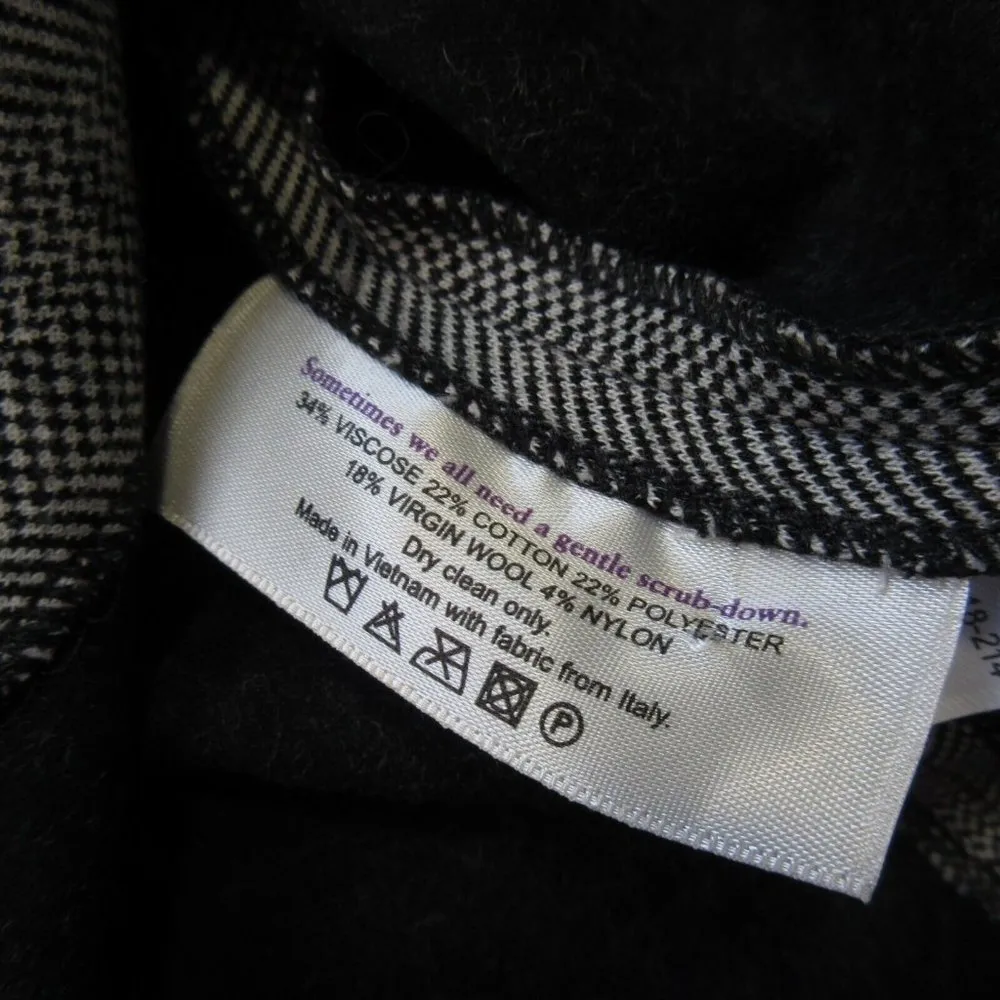 Sometimes we all need a gentle scrub-down.
34% VISCOSE 22% COTTON 22% POLYESTER
18% VIRGIN WOOL 4% NYLON
Dry clean only.
Made in Vietnam with fabric from Italy.
P